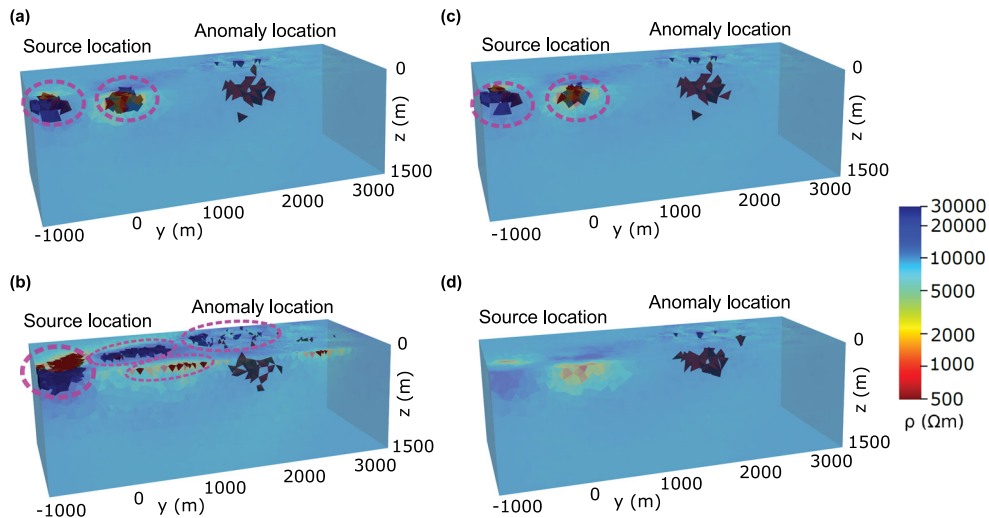 (a)
Source location
Anomaly location
0
z (m)
1500
3000
2000
1000
0
y (m)
-1000
(c)
Source location
Anomaly location
0
z (m)
1500
3000
2000
1000
0
y (m)
-1000
(b)
Source location
Anomaly location
0
z (m)
1500
3000
2000
1000
0
y (m)
-1000
(d)
Source location
Anomaly location
0
z (m)
1500
3000
2000
1000
0
y (m)
-1000
30000
20000
10000
5000
2000
1000
500
ρ (Ωm)